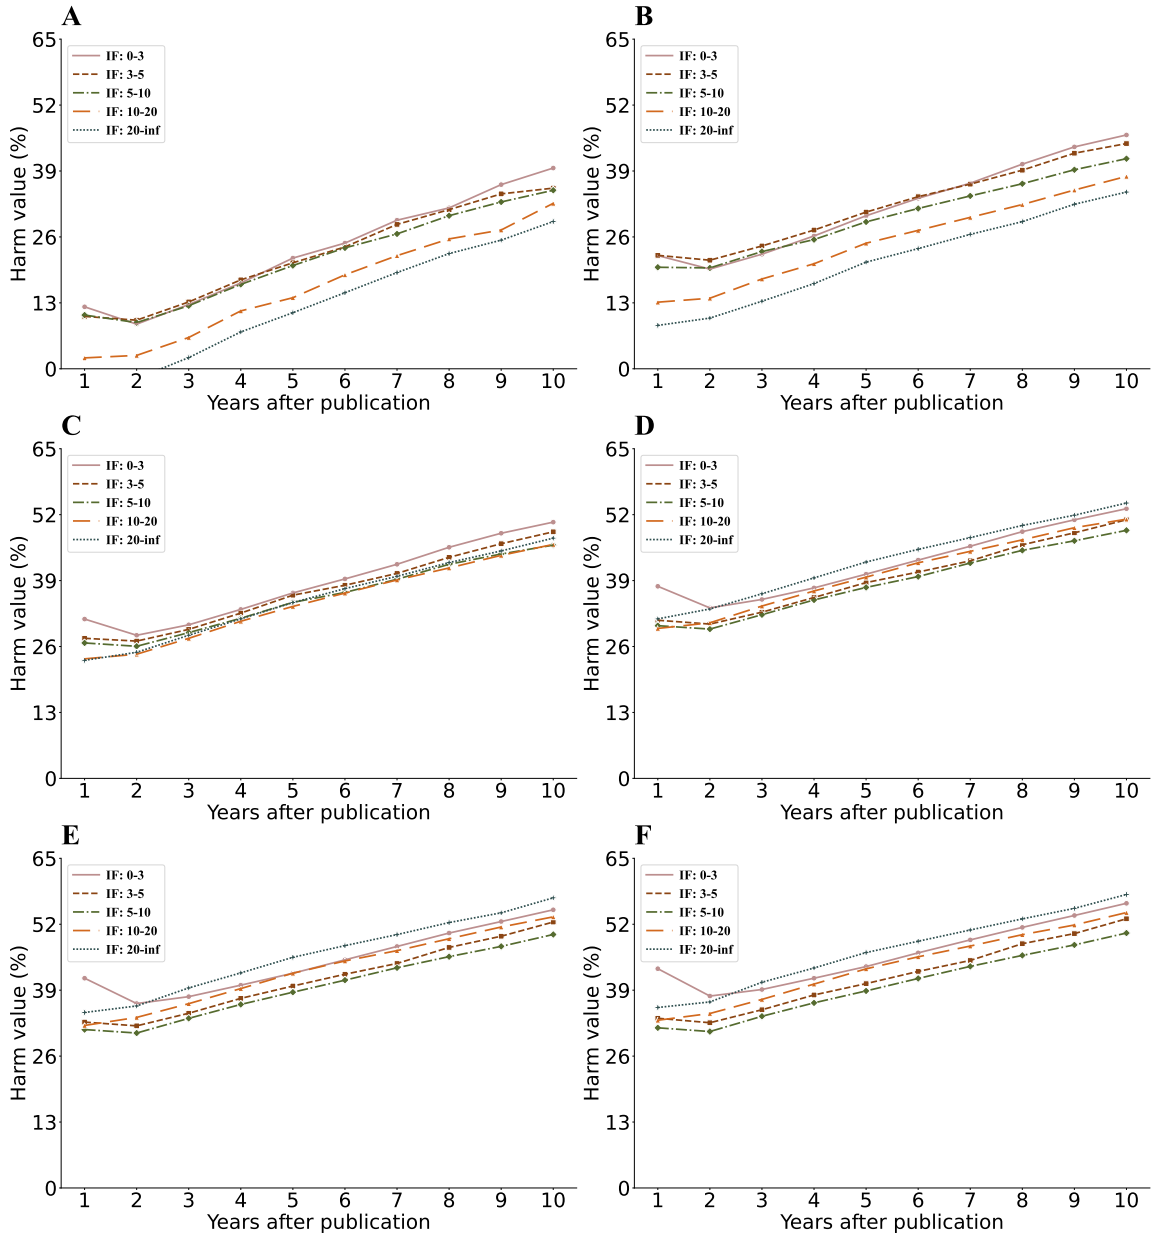 A
65
52
39
26
13
0
Harm value (%)
IF: 0-3
IF: 3-5
IF: 5-10
IF: 10-20
IF: 20-inf
1 2 3 4 5 6 7 8 9 10
Years after publication
B
65
52
39
26
13
0
Harm value (%)
IF: 0-3
IF: 3-5
IF: 5-10
IF: 10-20
IF: 20-inf
1 2 3 4 5 6 7 8 9 10
Years after publication
C
65
52
39
26
13
0
Harm value (%)
IF: 0-3
IF: 3-5
IF: 5-10
IF: 10-20
IF: 20-inf
1 2 3 4 5 6 7 8 9 10
Years after publication
D
65
52
39
26
13
0
Harm value (%)
IF: 0-3
IF: 3-5
IF: 5-10
IF: 10-20
IF: 20-inf
1 2 3 4 5 6 7 8 9 10
Years after publication
E
65
52
39
26
13
0
Harm value (%)
IF: 0-3
IF: 3-5
IF: 5-10
IF: 10-20
IF: 20-inf
1 2 3 4 5 6 7 8 9 10
Years after publication
F
65
52
39
26
13
0
Harm value (%)
IF: 0-3
IF: 3-5
IF: 5-10
IF: 10-20
IF: 20-inf
1 2 3 4 5 6 7 8 9 10
Years after publication